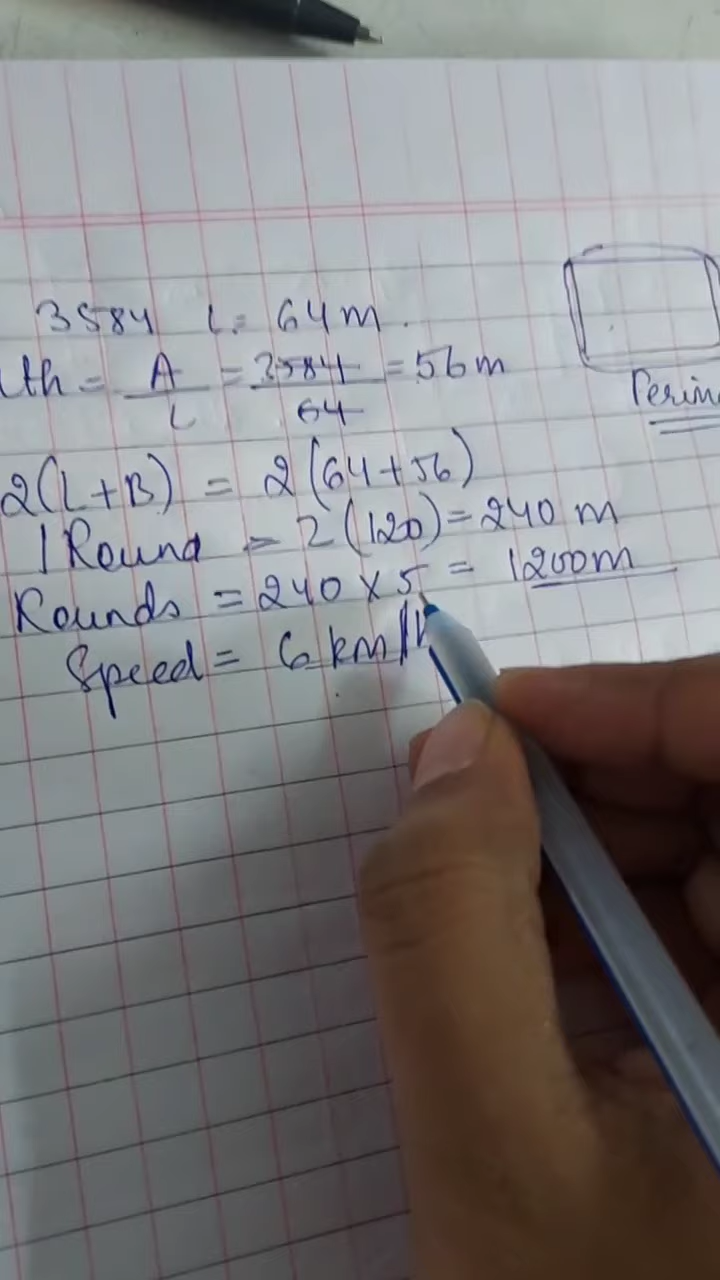 3584 L = 64 m.
th = A/L = 3584/64 = 56 m
2(L+B) = 2(64+56)
1 Round = 2(120) = 240 m
Rounds = 240 × 5 = 1200m
Speed = 6 km/h
Perim